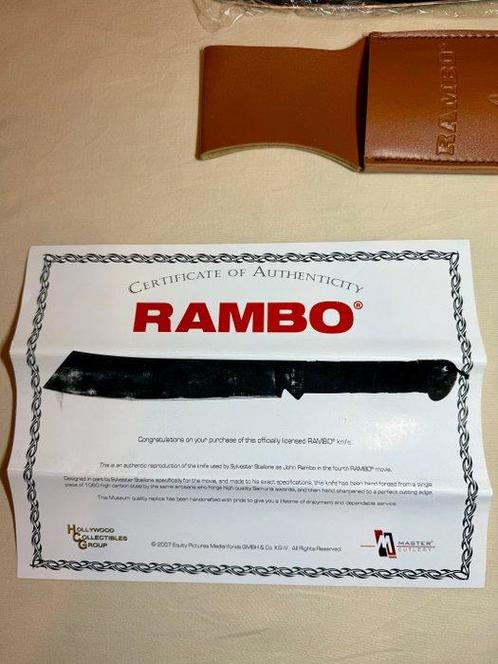 RAMBO
CERTIFICATE OF AUTHENTICITY
RAMBO®
Congratulations on your purchase of this officially licensed RAMBO® knife.
This is an authentic reproduction of the knife used by Sylvester Stallone as John Rambo in the fourth RAMBO® movie.
Designed in part by Sylvester Stallone specifically for the movie, and made to his exact specifications, this knife has been hand forged from a single
piece of 1060 high carbon steel by the same artisans who forge high quality Samurai swords, and then hand sharpened to a perfect cutting edge.
This Museum quality replica has been handcrafted with pride to give you a lifetime of enjoyment and dependable service.
HOLLYWOOD
COLLECTIBLES
GROUP
© 2007 Equity Pictures Medienfonds GMBH & Co. KG IV. All Rights Reserved.
M
MASTER
CUTLERY